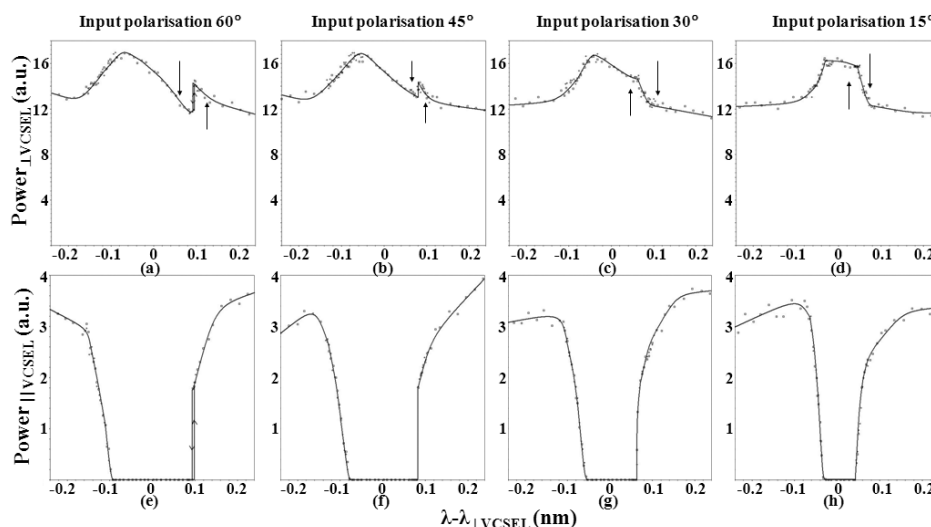 Input polarisation 60° Input polarisation 45° Input polarisation 30° Input polarisation 15°
Power⊥VCSEL (a.u.)
16 16 16 16
12 12 12 12
8 8 8 8
4 4 4 4
-0.2 -0.1 0 0.1 0.2 -0.2 -0.1 0 0.1 0.2 -0.2 -0.1 0 0.1 0.2 -0.2 -0.1 0 0.1 0.2
(a) (b) (c) (d)
Power ||VCSEL (a.u.)
4 4 4 4
3 3 3 3
2 2 2 2
1 1 1 1
-0.2 -0.1 0 0.1 0.2 -0.2 -0.1 0 0.1 0.2 -0.2 -0.1 0 0.1 0.2 -0.2 -0.1 0 0.1 0.2
(e) (f) (g) (h)
λ-λ VCSEL (nm)